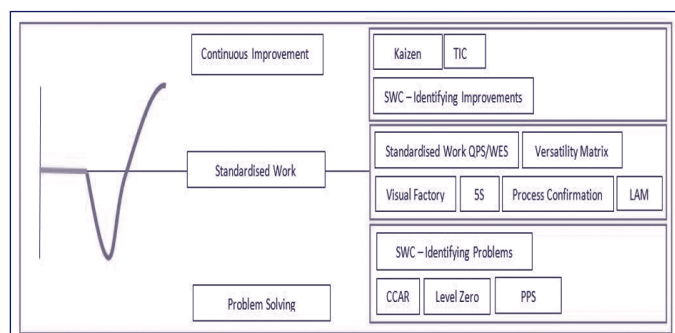 Continuous Improvement
Kaizen
TIC
SWC – Identifying Improvements
Standardised Work
Standardised Work QPS/WES
Versatility Matrix
Visual Factory
5S
Process Confirmation
LAM
Problem Solving
SWC – Identifying Problems
CCAR
Level Zero
PPS